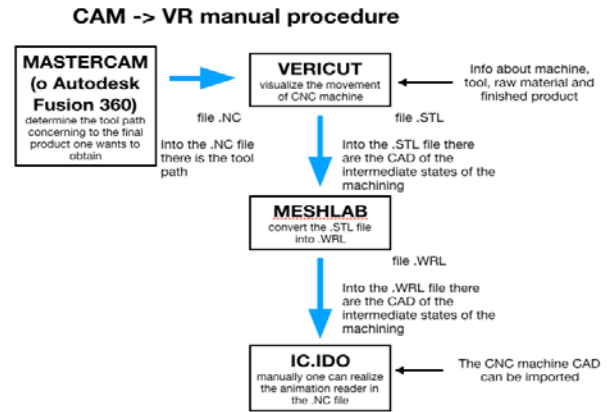 CAM -> VR manual procedure
MASTERCAM
(o Autodesk
Fusion 360)
determine the tool path
concerning to the final
product one wants to
obtain
file .NC
Into the .NC file
there is the tool
path
VERICUT
visualize the movement
of CNC machine
Info about machine,
tool, raw material and
finished product
file .STL
Into the .STL file there
are the CAD of the
intermediate states of the
machining
MESHLAB
convert the .STL file
into .WRL
file .WRL
Into the .WRL file there
are the CAD of the
intermediate states of the
machining
IC.IDO
manually one can realize
the animation reader in
the .NC file
The CNC machine CAD
can be imported